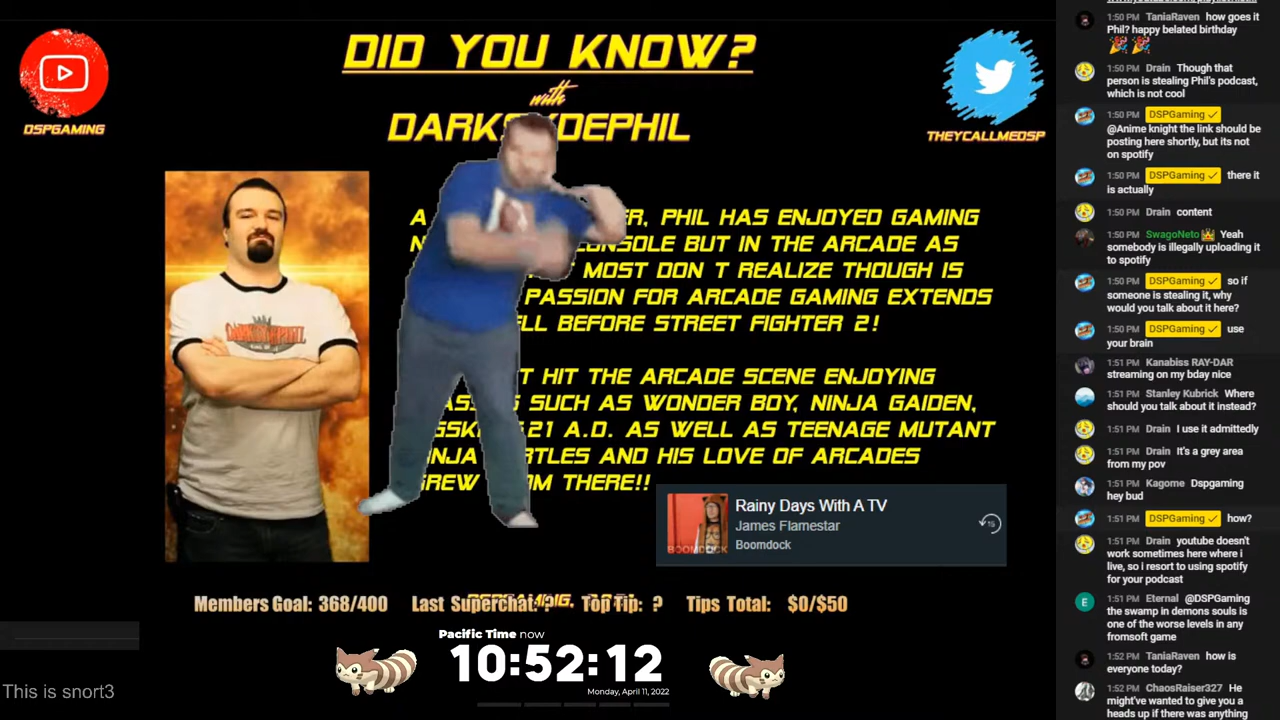 DID YOU KNOW?
with
DARKSYDEPHIL
DSPGAMING
THEYCALLMEDSP
A ER, PHIL HAS ENJOYED GAMING
N CONSOLE BUT IN THE ARCADE AS
MOST DON T REALIZE THOUGH IS
PASSION FOR ARCADE GAMING EXTENDS
LL BEFORE STREET FIGHTER 2!
T HIT THE ARCADE SCENE ENJOYING
ASS S SUCH AS WONDER BOY, NINJA GAIDEN,
21 A.D. AS WELL AS TEENAGE MUTANT
NJA RTLES AND HIS LOVE OF ARCADES
GREW OM THERE!!
Rainy Days With A TV
James Flamestar
Boomdock
BOOMDOCK
15
Members Goal: 368/400 Last Superchat: ? Top Tip: ? Tips Total: $0/$50
Pacific Time now
10:52:12
Monday, April 11, 2022
This is snort3
1:50 PM TaniaRaven how goes it
Phil? happy belated birthday
1:50 PM Drain Though that
person is stealing Phil's podcast,
which is not cool
1:50 PM DSPGaming
@Anime knight the link should be
posting here shortly, but its not
on spotify
1:50 PM DSPGaming there it
is actually
1:50 PM Drain content
1:50 PM SwagoNeto Yeah
somebody is illegally uploading it
to spotify
1:50 PM DSPGaming so if
someone is stealing it, why
would you talk about it here?
1:50 PM DSPGaming use
your brain
1:51 PM Kanabiss RAY-DAR
streaming on my bday nice
1:51 PM Stanley Kubrick Where
should you talk about it instead?
1:51 PM Drain I use it admittedly
1:51 PM Drain It's a grey area
from my pov
1:51 PM Kagome Dspgaming
hey bud
1:51 PM DSPGaming how?
1:51 PM Drain youtube doesn't
work sometimes here where i
live, so i resort to using spotify
for your podcast
1:51 PM Eternal @DSPGaming
the swamp in demons souls is
one of the worse levels in any
fromsoft game
1:52 PM TaniaRaven how is
everyone today?
1:52 PM ChaosRaiser327 He
might've wanted to give you a
heads up if there was anything